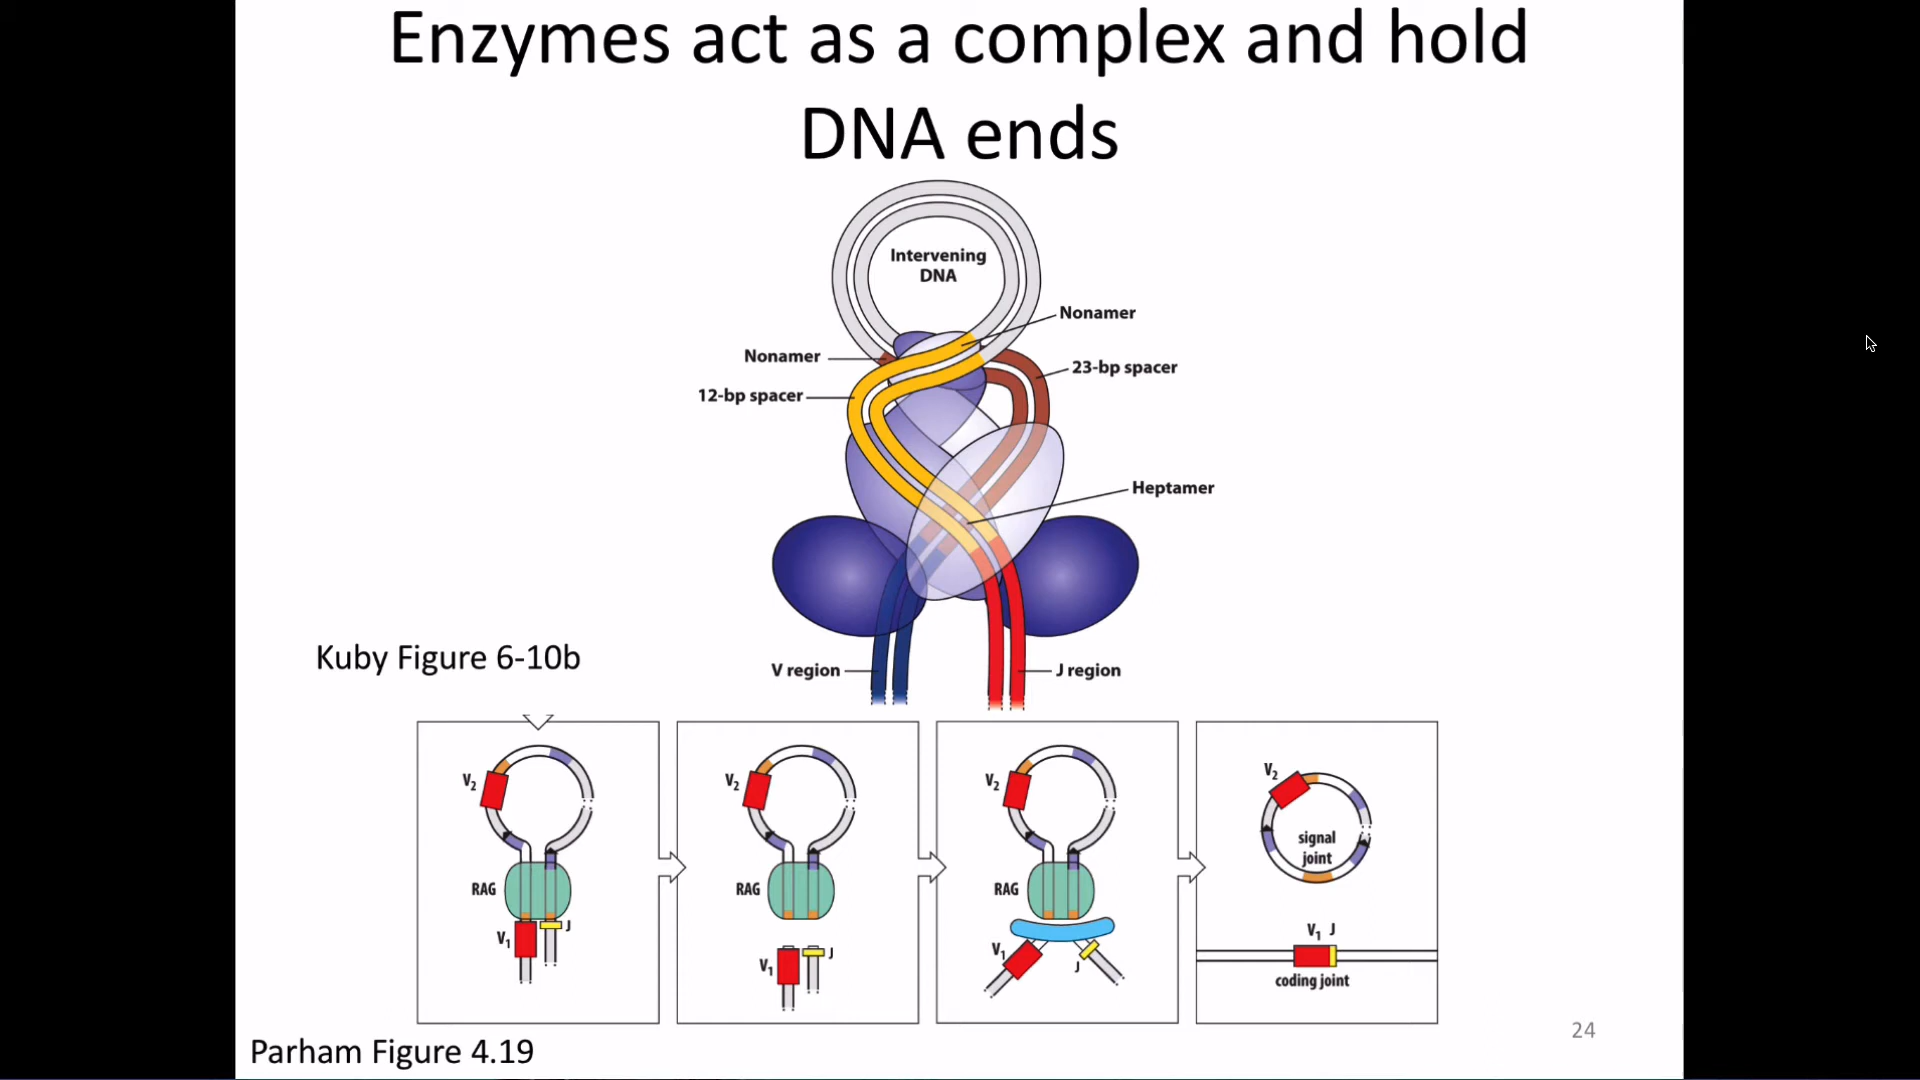 Enzymes act as a complex and hold
DNA ends
Intervening
DNA
Nonamer
Nonamer
23-bp spacer
12-bp spacer
Heptamer
Kuby Figure 6-10b
V region
J region
V2
RAG
V1
J
V2
RAG
V1
J
V2
RAG
V1
J
V2
signal
joint
V1 J
coding joint
24
Parham Figure 4.19